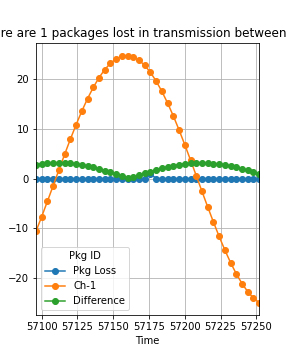 re are 1 packages lost in transmission between
20
10
0
−10
−20
57100 57125 57150 57175 57200 57225 57250
Time
Pkg ID
Pkg Loss
Ch-1
Difference